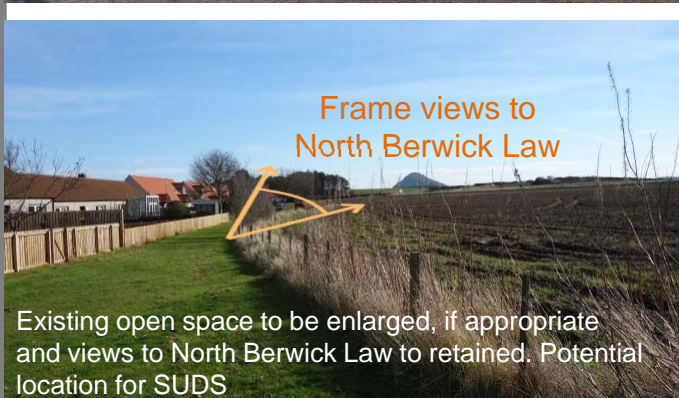 Frame views to
North Berwick Law
Existing open space to be enlarged, if appropriate
and views to North Berwick Law to retained. Potential
location for SUDS